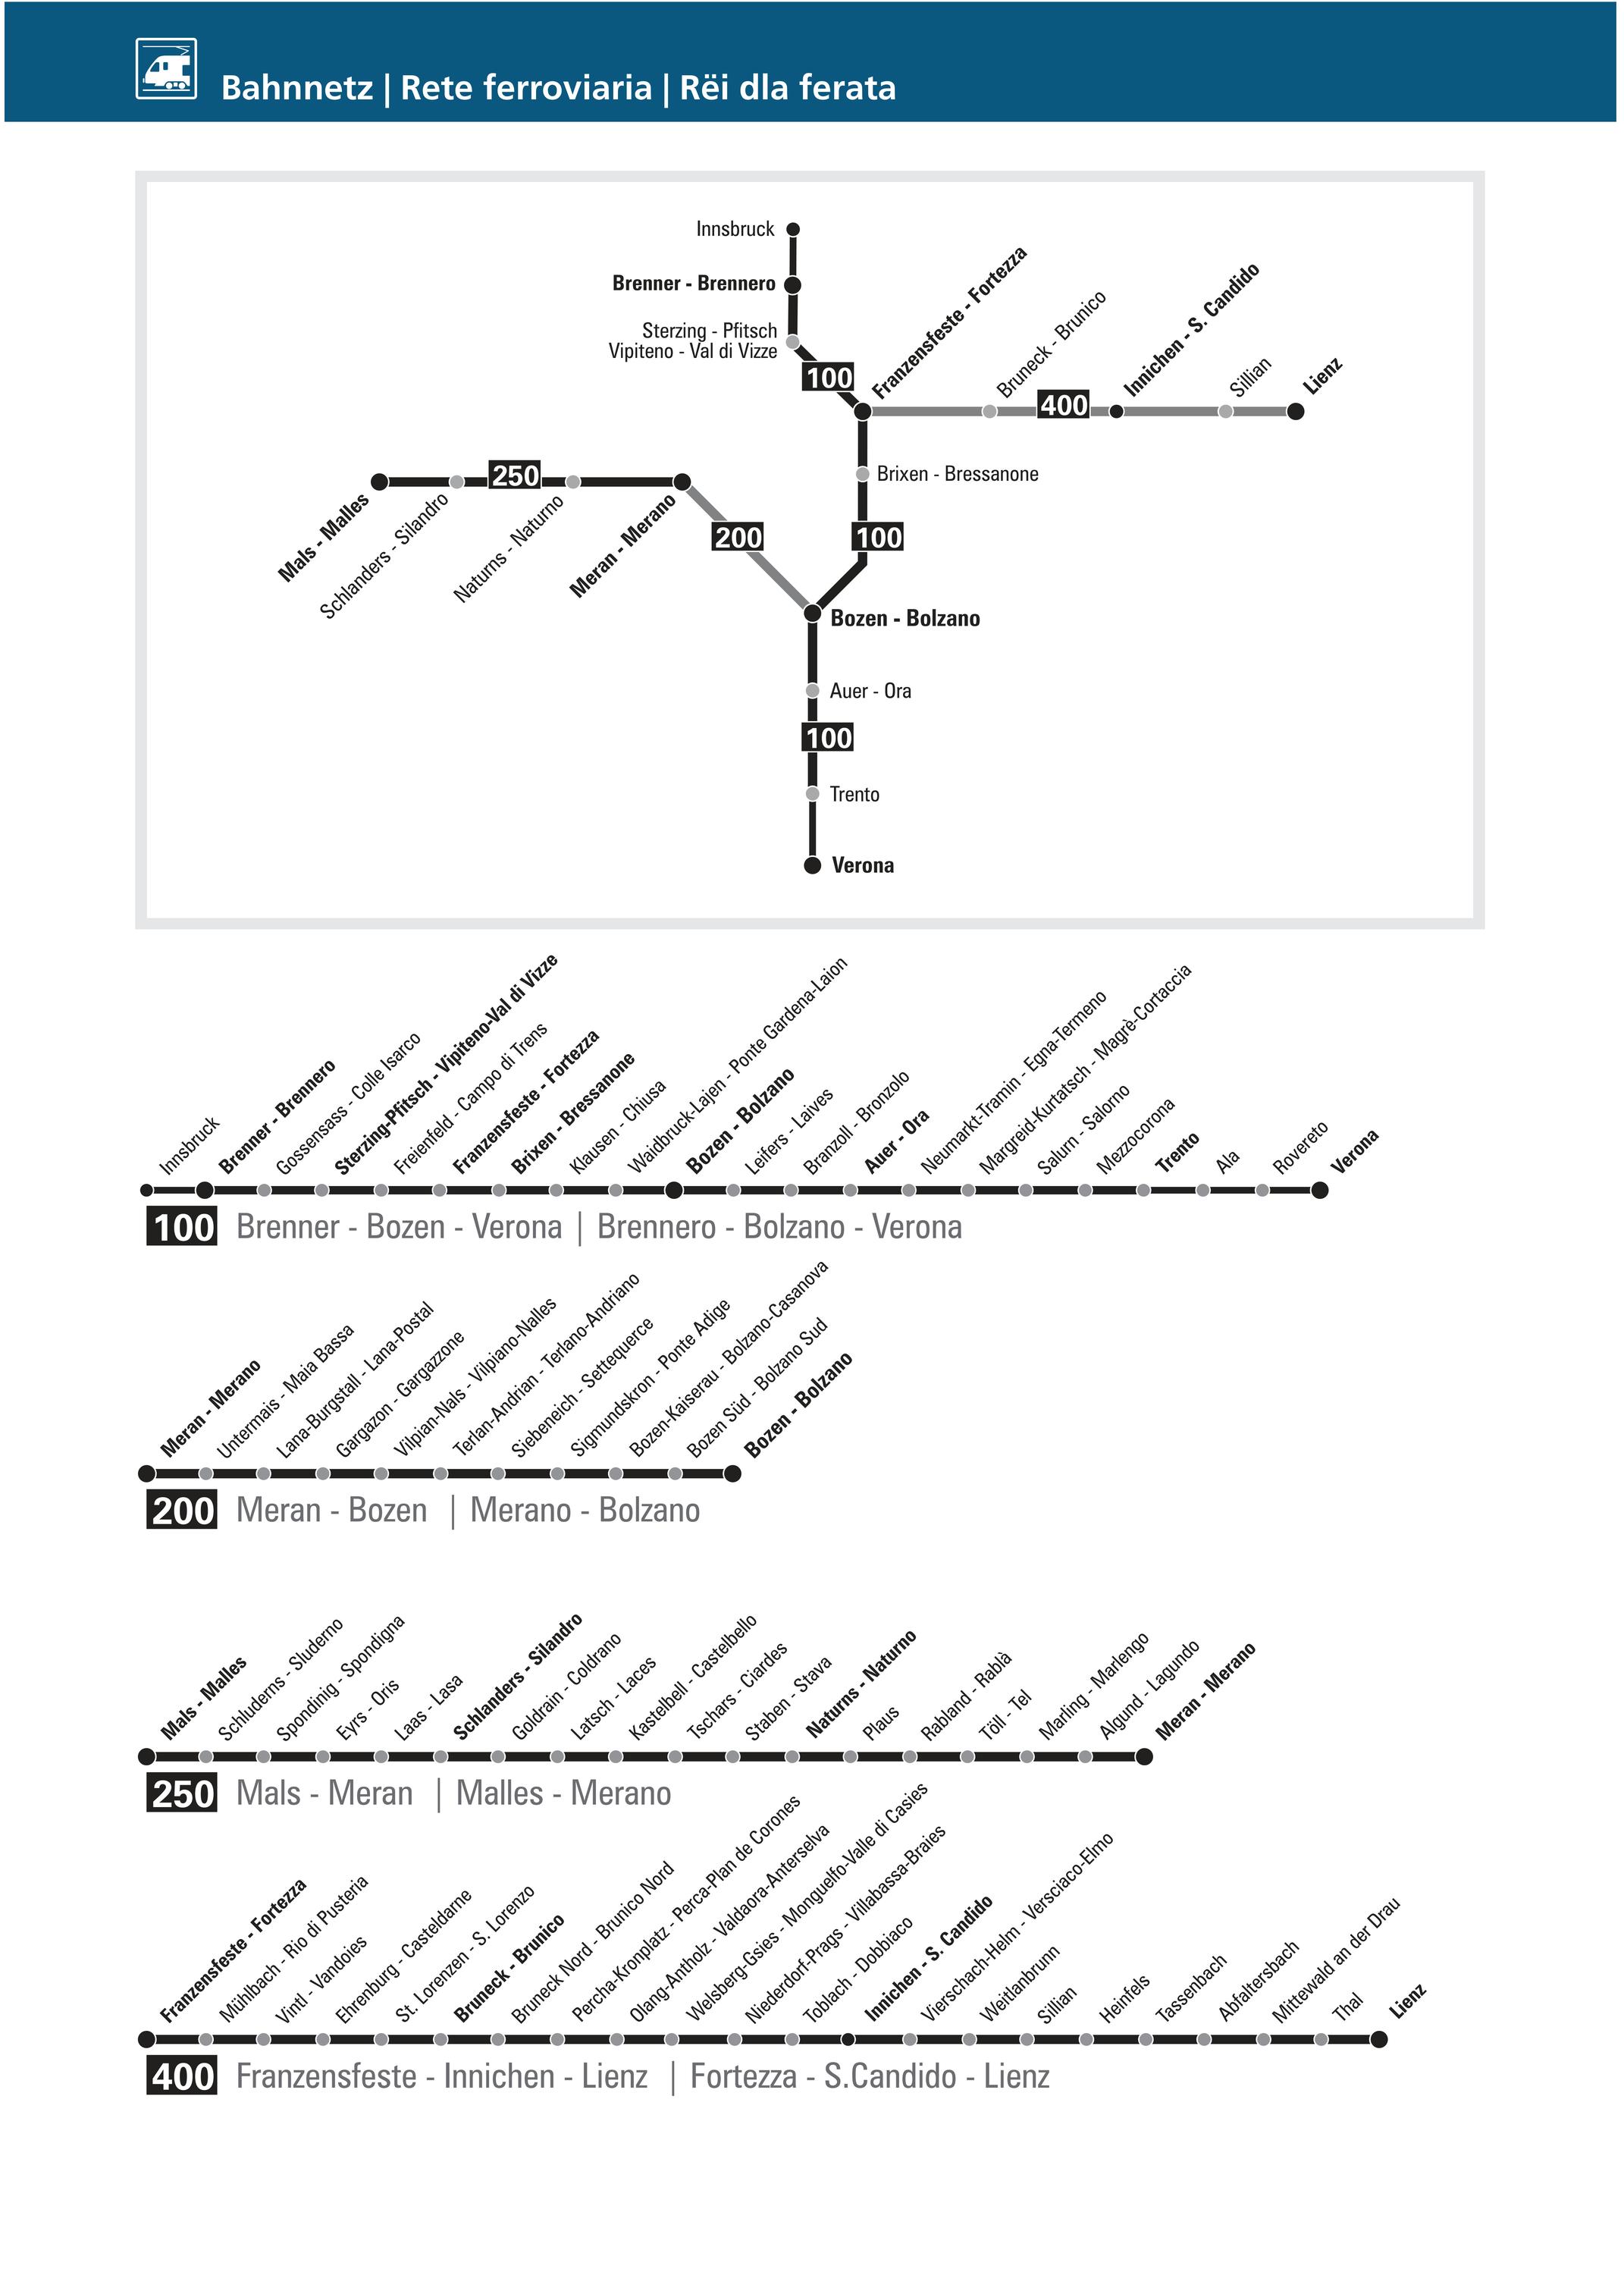 Bahnnetz | Rete ferroviaria | Rëi dla ferata
Innsbruck
Brenner - Brennero
Sterzing - Pfitsch
Vipiteno - Val di Vizze
100
Franzensfeste - Fortezza
Bruneck - Brunico
400
Innichen - S. Candido
Sillian
Lienz
Brixen - Bressanone
250
Mals - Malles
Schlanders - Silandro
Naturns - Naturno
Meran - Merano
200
100
Bozen - Bolzano
Auer - Ora
100
Trento
Verona
Innsbruck
Brenner - Brennero
Gossensass - Colle Isarco
Sterzing-Pfitsch - Vipiteno-Val di Vizze
Freienfeld - Campo di Trens
Franzensfeste - Fortezza
Brixen - Bressanone
Klausen - Chiusa
Waidbruck-Lajen - Ponte Gardena-Laion
Bozen - Bolzano
Leifers - Laives
Branzoll - Bronzolo
Auer - Ora
Neumarkt-Tramin - Egna-Termeno
Margreid-Kurtatsch - Magrè-Cortaccia
Salurn - Salorno
Mezzocorona
Trento
Ala
Rovereto
Verona
100 Brenner - Bozen - Verona | Brennero - Bolzano - Verona
Meran - Merano
Untermais - Maia Bassa
Lana-Burgstall - Lana-Postal
Gargazon - Gargazzone
Vilpian-Nals - Vilpiano-Nalles
Terlan-Andrian - Terlano-Andriano
Siebeneich - Settequerce
Sigmundskron - Ponte Adige
Bozen-Kaiserau - Bolzano-Casanova
Bozen Süd - Bolzano Sud
Bozen - Bolzano
200 Meran - Bozen | Merano - Bolzano
Mals - Malles
Schluderns - Sluderno
Spondinig - Spondigna
Eyrs - Oris
Laas - Lasa
Schlanders - Silandro
Goldrain - Coldrano
Latsch - Laces
Kastelbell - Castelbello
Tschars - Ciardes
Staben - Stava
Naturns - Naturno
Plaus
Rabland - Rablà
Töll - Tel
Marling - Marlengo
Algund - Lagundo
Meran - Merano
250 Mals - Meran | Malles - Merano
Franzensfeste - Fortezza
Mühlbach - Rio di Pusteria
Vintl - Vandoies
Ehrenburg - Casteldarne
St. Lorenzen - S. Lorenzo
Bruneck - Brunico
Bruneck Nord - Brunico Nord
Percha-Kronplatz - Perca-Plan de Corones
Olang-Antholz - Valdaora-Anterselva
Welsberg-Gsies - Monguelfo-Valle di Casies
Niederdorf-Prags - Villabassa-Braies
Toblach - Dobbiaco
Innichen - S. Candido
Vierschach-Helm - Versciaco-Elmo
Weitlanbrunn
Sillian
Heinfels
Tassenbach
Abfaltersbach
Mittewald an der Drau
Thal
Lienz
400 Franzensfeste - Innichen - Lienz | Fortezza - S.Candido - Lienz